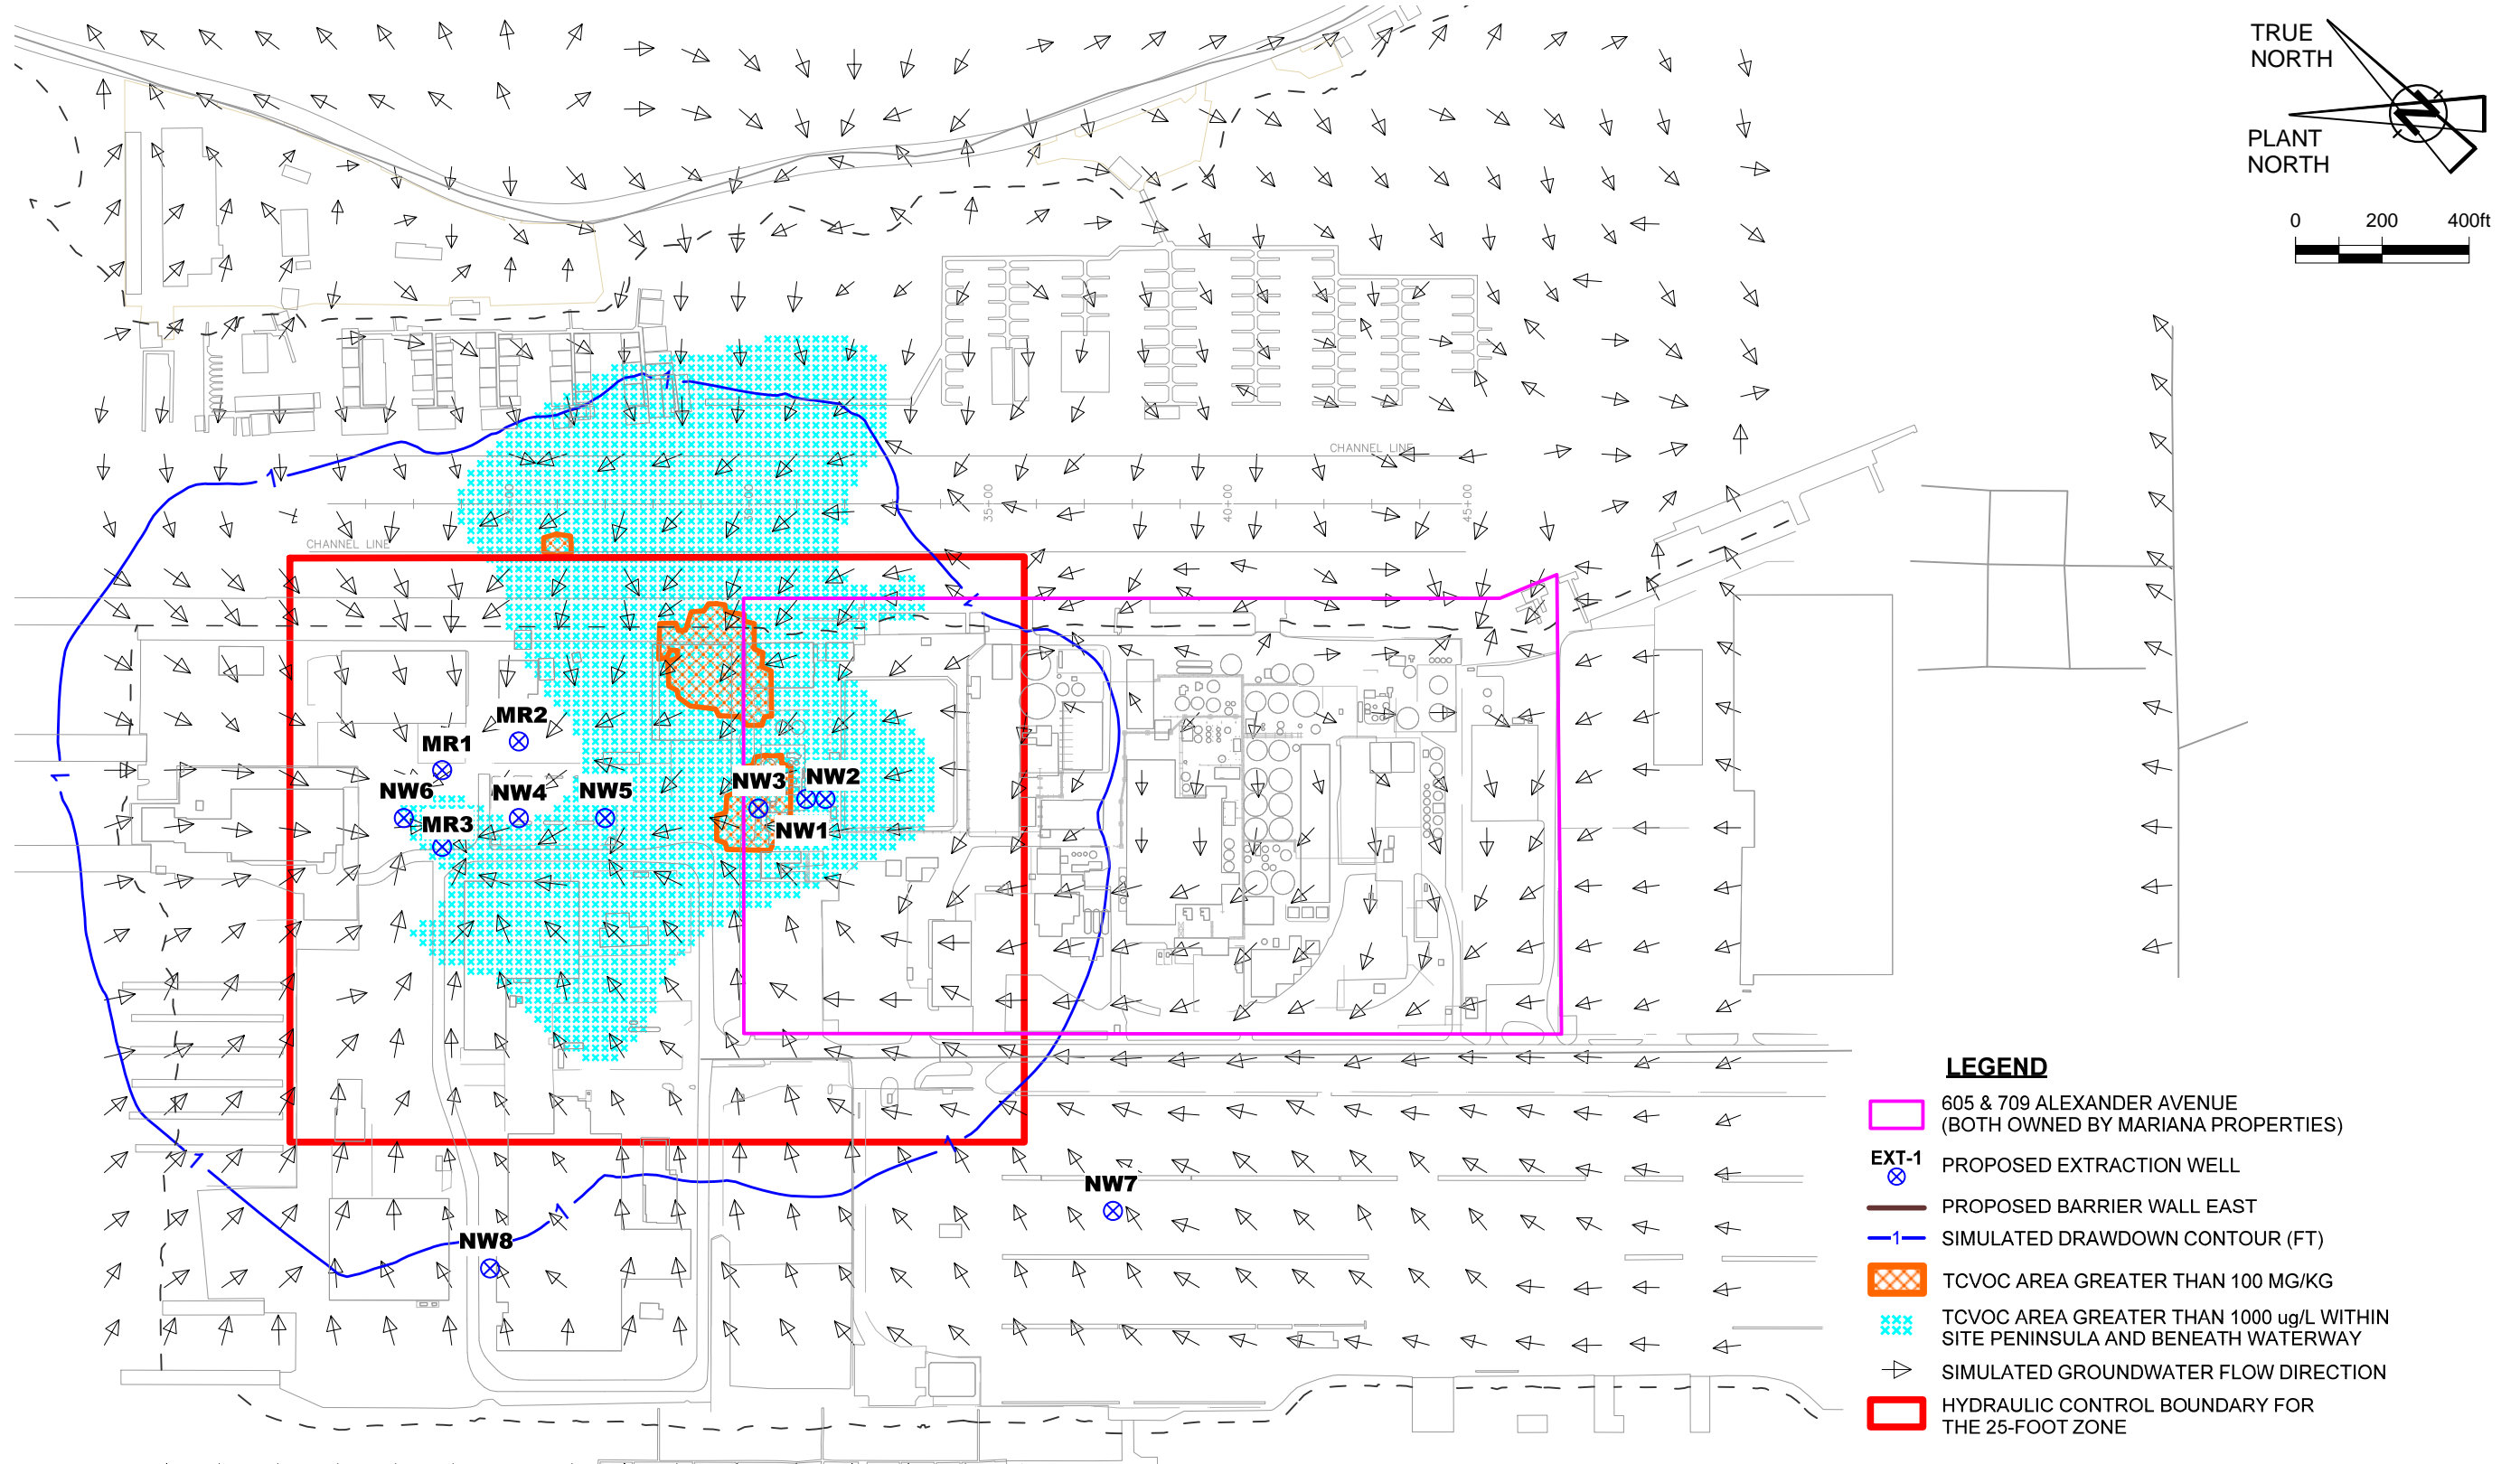 TRUE
NORTH
PLANT
NORTH
0 200 400ft
1
CHANNEL LINE
1
35+00
40+00
45+00
CHANNEL LINE
1
MR2
MR1
1
NW6
NW4
NW5
NW3
NW2
MR3
NW1
1
1
NW7
1
NW8
LEGEND
605 & 709 ALEXANDER AVENUE
(BOTH OWNED BY MARIANA PROPERTIES)
EXT-1
PROPOSED EXTRACTION WELL
PROPOSED BARRIER WALL EAST
1
SIMULATED DRAWDOWN CONTOUR (FT)
TCVOC AREA GREATER THAN 100 MG/KG
TCVOC AREA GREATER THAN 1000 ug/L WITHIN
SITE PENINSULA AND BENEATH WATERWAY
SIMULATED GROUNDWATER FLOW DIRECTION
HYDRAULIC CONTROL BOUNDARY FOR
THE 25-FOOT ZONE